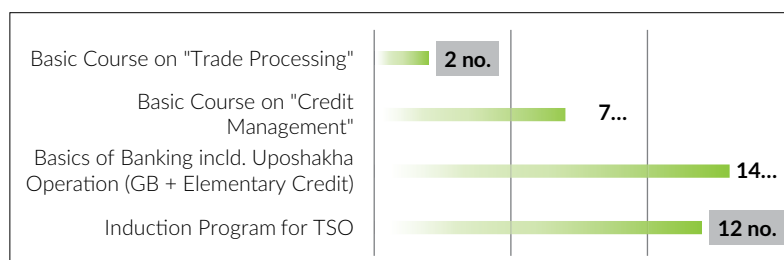 Basic Course on "Trade Processing"
2 no.
Basic Course on "Credit
Management"
7...
Basics of Banking incld. Uposhakha
Operation (GB + Elementary Credit)
14...
Induction Program for TSO
12 no.